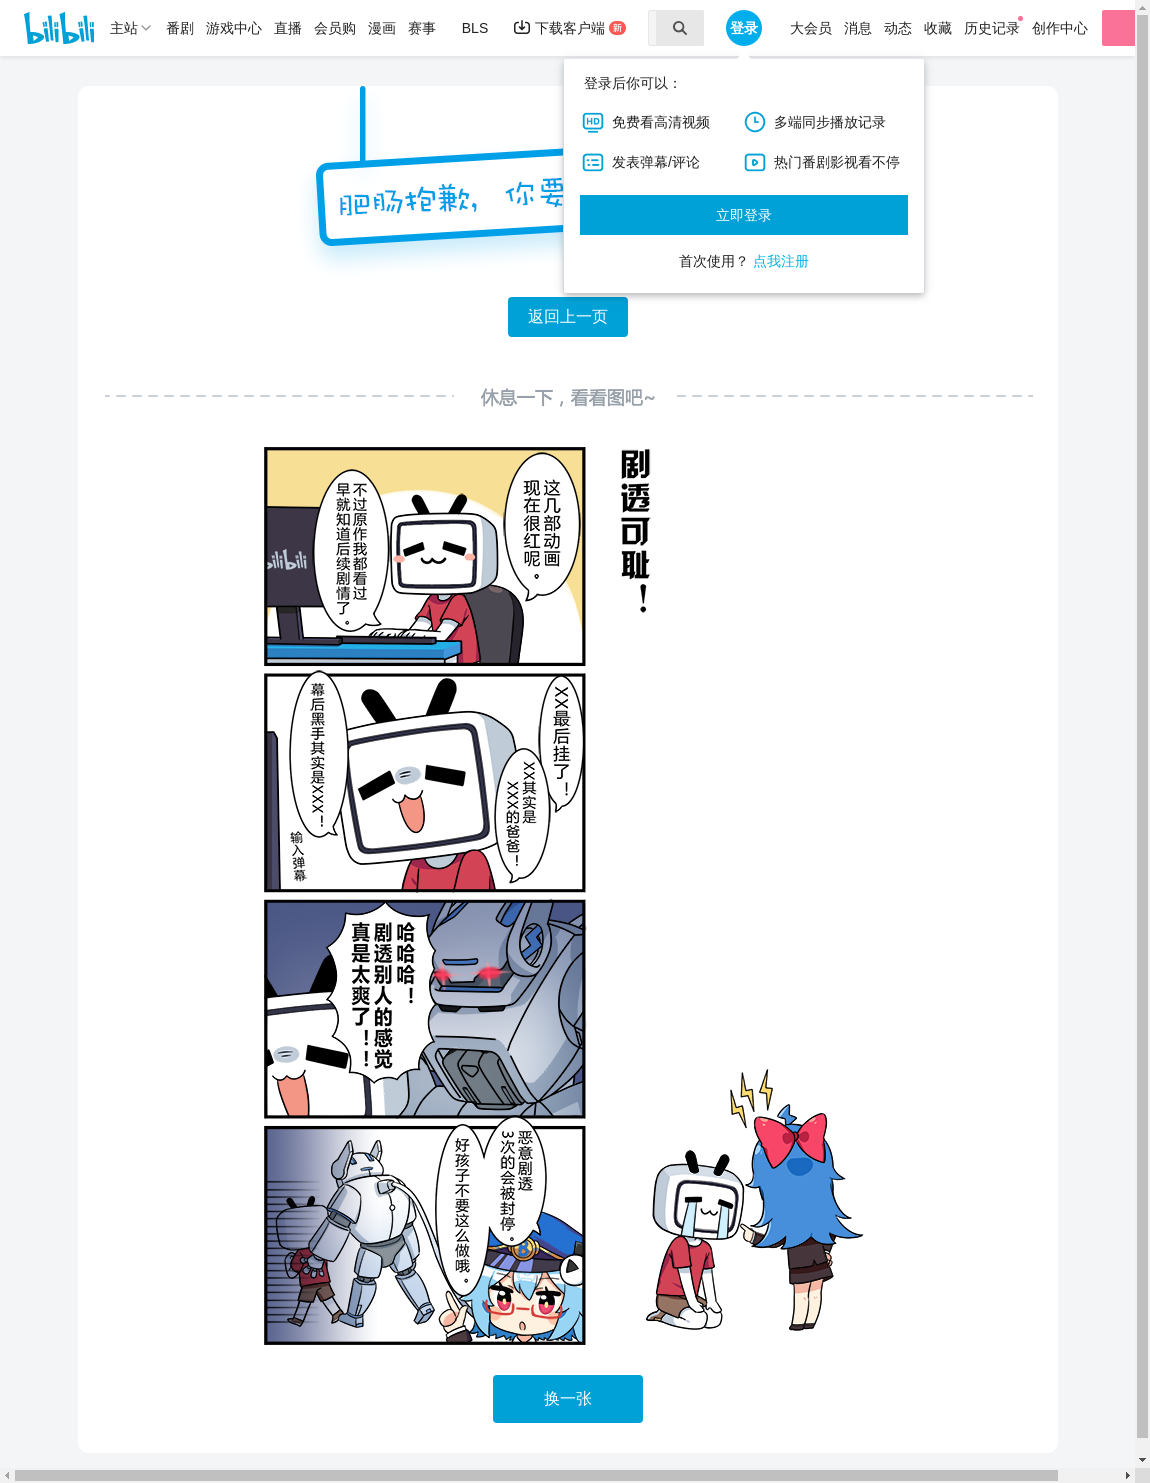 bilibili 主站 番剧 游戏中心 直播 会员购 漫画 赛事 BLS 下载客户端 新 登录 大会员 消息 动态 收藏 历史记录 创作中心
登录后你可以：
HD 免费看高清视频 多端同步播放记录
发表弹幕/评论 热门番剧影视看不停
立即登录
首次使用？ 点我注册
肥肠抱歉，你要
返回上一页
休息一下，看看图吧~
剧透可耻！
这几部动画
现在很红呢。
不过原作我都看过
早就知道后续剧情了。
bilibili
XX最后挂了！
XX其实是
XXX的爸爸！
幕后黑手其实是XXX！
输入弹幕
哈哈哈！
剧透别人的感觉
真是太爽了！！
恶意剧透
3次的会被封停。
好孩子不要这么做哦。
换一张